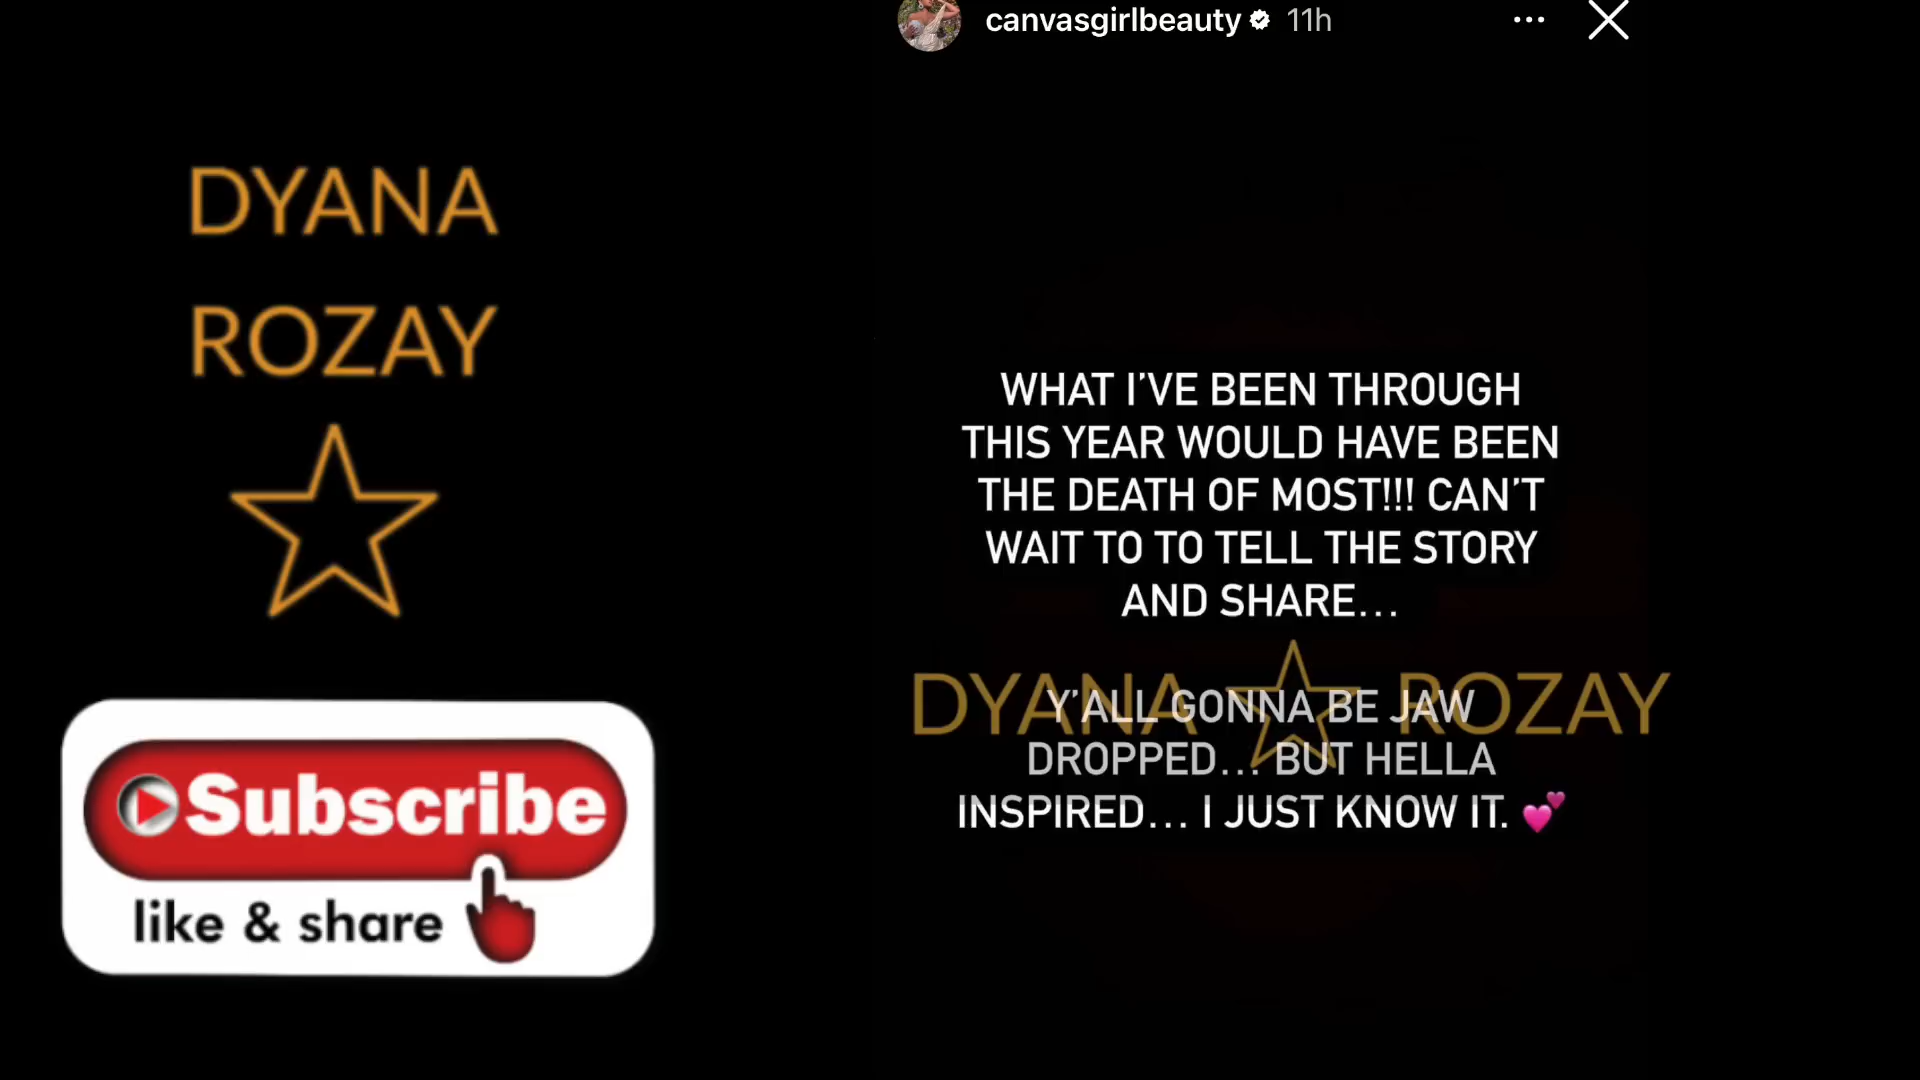 DYANA
ROZAY
Subscribe
like & share
canvasgirlbeauty 11h
WHAT I'VE BEEN THROUGH
THIS YEAR WOULD HAVE BEEN
THE DEATH OF MOST!!! CAN'T
WAIT TO TO TELL THE STORY
AND SHARE...
DYANA ROZAY
Y'ALL GONNA BE JAW
DROPPED... BUT HELLA
INSPIRED... I JUST KNOW IT. 💕